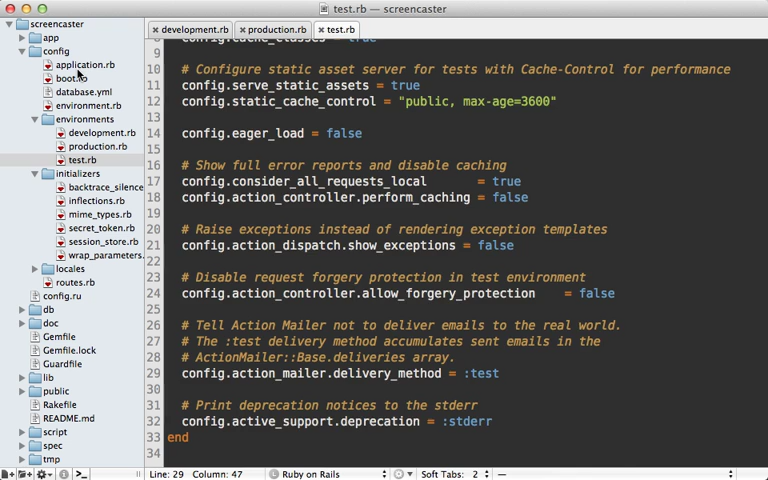 test.rb — screencaster
screencaster
app
config
application.rb
boot.rb
database.yml
environment.rb
environments
development.rb
production.rb
test.rb
initializers
backtrace_silence
inflections.rb
mime_types.rb
secret_token.rb
session_store.rb
wrap_parameters.
locales
routes.rb
config.ru
db
doc
Gemfile
Gemfile.lock
Guardfile
lib
public
Rakefile
README.md
script
spec
tmp
development.rb production.rb test.rb
8 config.cache_classes = true
9
10 # Configure static asset server for tests with Cache-Control for performance
11 config.serve_static_assets = true
12 config.static_cache_control = "public, max-age=3600"
13
14 config.eager_load = false
15
16 # Show full error reports and disable caching
17 config.consider_all_requests_local = true
18 config.action_controller.perform_caching = false
19
20 # Raise exceptions instead of rendering exception templates
21 config.action_dispatch.show_exceptions = false
22
23 # Disable request forgery protection in test environment
24 config.action_controller.allow_forgery_protection = false
25
26 # Tell Action Mailer not to deliver emails to the real world.
27 # The :test delivery method accumulates sent emails in the
28 # ActionMailer::Base.deliveries array.
29 config.action_mailer.delivery_method = :test
30
31 # Print deprecation notices to the stderr
32 config.active_support.deprecation = :stderr
33 end
34
Line: 29 Column: 47 Ruby on Rails Soft Tabs: 2 —